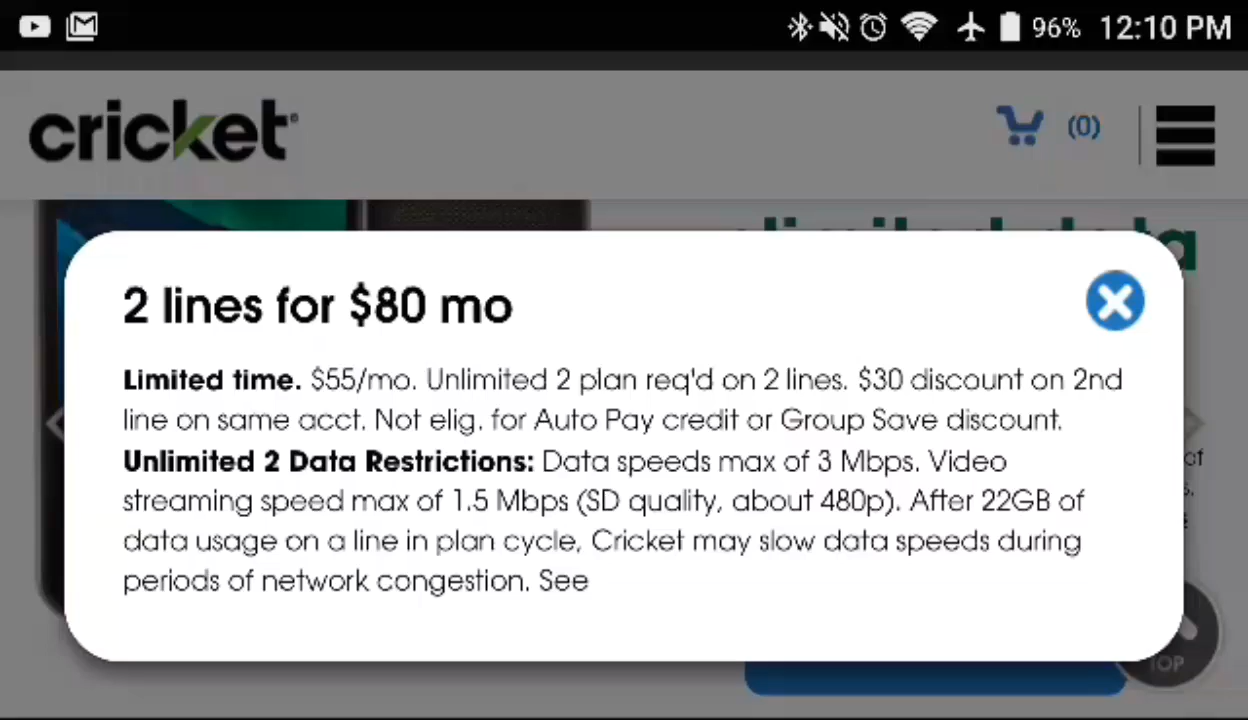 96% 12:10 PM
cricket
(0)
2 lines for $80 mo
Limited time. $55/mo. Unlimited 2 plan req'd on 2 lines. $30 discount on 2nd
line on same acct. Not elig. for Auto Pay credit or Group Save discount.
Unlimited 2 Data Restrictions: Data speeds max of 3 Mbps. Video
streaming speed max of 1.5 Mbps (SD quality, about 480p). After 22GB of
data usage on a line in plan cycle, Cricket may slow data speeds during
periods of network congestion. See
TOP